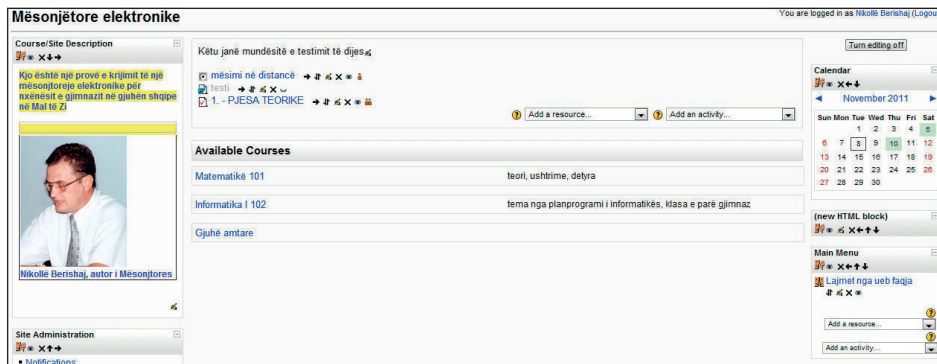 Mësonjëtore elektronike
You are logged in as Nikollë Berishaj (Logou
Course/Site Description
Kjo është një provë e krijimit të një
mësonjtoreje elektronike për
nxënësit e gjimnazit në gjuhën shqipe
në Mal të Zi
Nikollë Berishaj, autor i Mësonjtores
Site Administration
Notifications
Këtu janë mundësitë e testimit të dijes
mësimi në distancë
testi
1. - PJESA TEORIKE
Add a resource...
Add an activity...
Available Courses
Matematikë 101
teori, ushtrime, detyra
Informatika I 102
tema nga planprogrami i informatikës, klasa e parë gjimnaz
Gjuhë amtare
Turn editing off
Calendar
November 2011
Sun Mon Tue Wed Thu Fri Sat
1 2 3 4 5
6 7 8 9 10 11 12
13 14 15 16 17 18 19
20 21 22 23 24 25 26
27 28 29 30
(new HTML block)
Main Menu
Lajmet nga ueb faqja
Add a resource...
Add an activity...